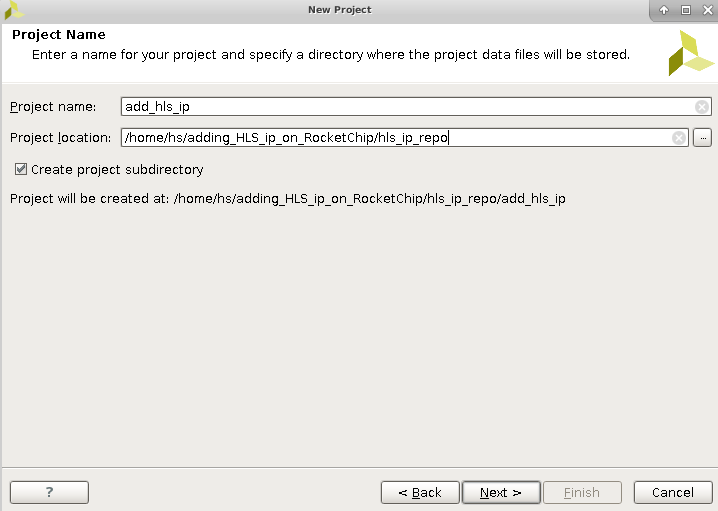 New Project
Project Name
Enter a name for your project and specify a directory where the project data files will be stored.
Project name: add_hls_ip
Project location: /home/hs/adding_HLS_ip_on_RocketChip/hls_ip_repo ...
Create project subdirectory
Project will be created at: /home/hs/adding_HLS_ip_on_RocketChip/hls_ip_repo/add_hls_ip
? < Back Next > Finish Cancel